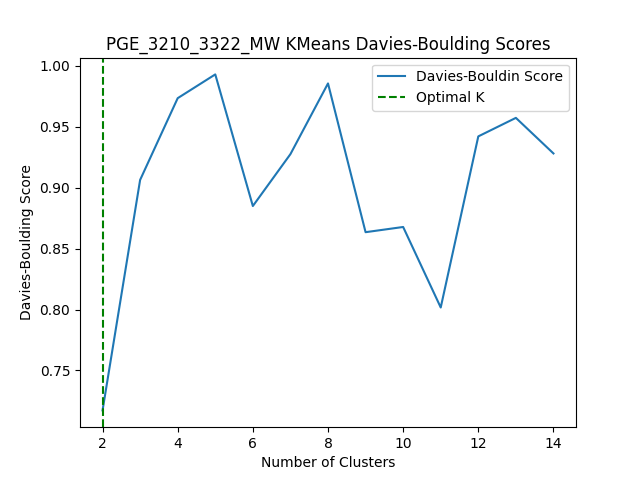 PGE_3210_3322_MW KMeans Davies-Boulding Scores
Davies-Bouldin Score
Optimal K
Davies-Boulding Score
1.00
0.95
0.90
0.85
0.80
0.75
2 4 6 8 10 12 14
Number of Clusters